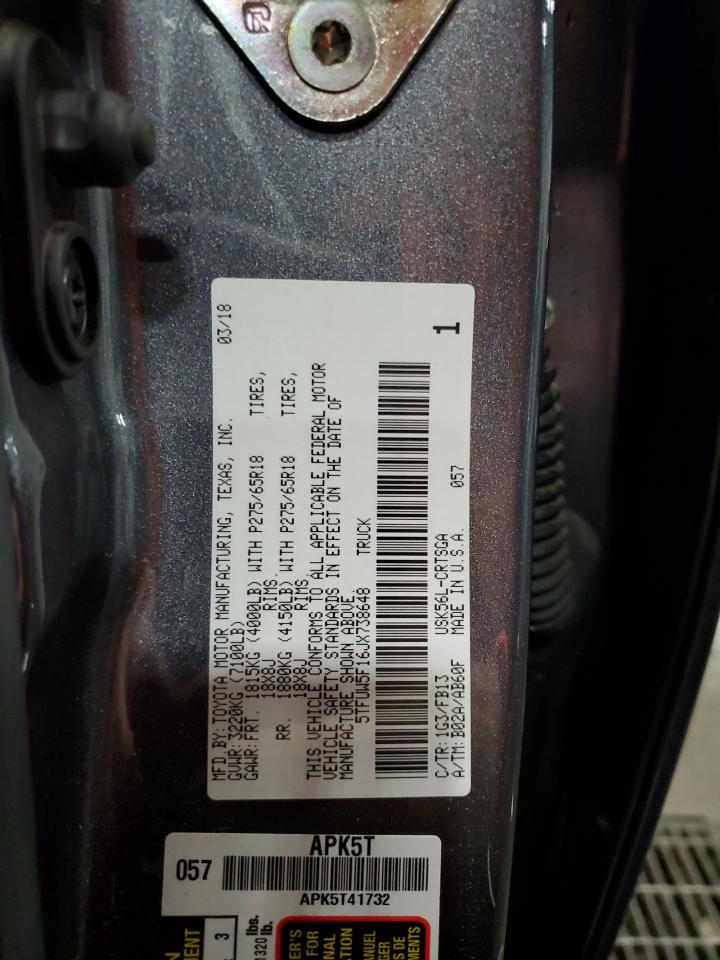 MFD.BY: TOYOTA MOTOR MANUFACTURING, TEXAS, INC. 03/18
GVWR: 3220KG (7100LB)
GAWR: FRT. 1815KG (4000LB) WITH P275/65R18 TIRES,
18X8J RIMS.
RR. 1880KG (4150LB) WITH P275/65R18 TIRES,
18X8J RIMS.
THIS VEHICLE CONFORMS TO ALL APPLICABLE FEDERAL MOTOR
VEHICLE SAFETY STANDARDS IN EFFECT ON THE DATE OF
MANUFACTURE SHOWN ABOVE.
5TFUW5F16JX738648 TRUCK
C/TR: 1G3/FB13 USK56L-CRTSGA
A/TM: B02A/AB60F MADE IN U.S.A. 057
1
APK5T
057
APK5T41732
3
lbs.
1320 lb.